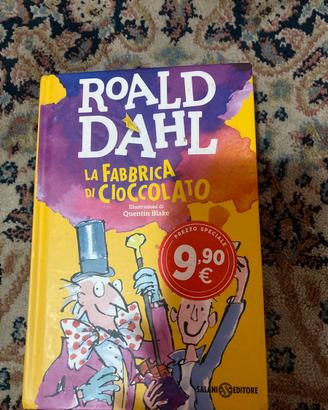 ROALD
DAHL
LA FABBRICA
DI CIOCCOLATO
Illustrazioni di
Quentin Blake
PREZZO SPECIALE
9,90
€
SALANI EDITORE